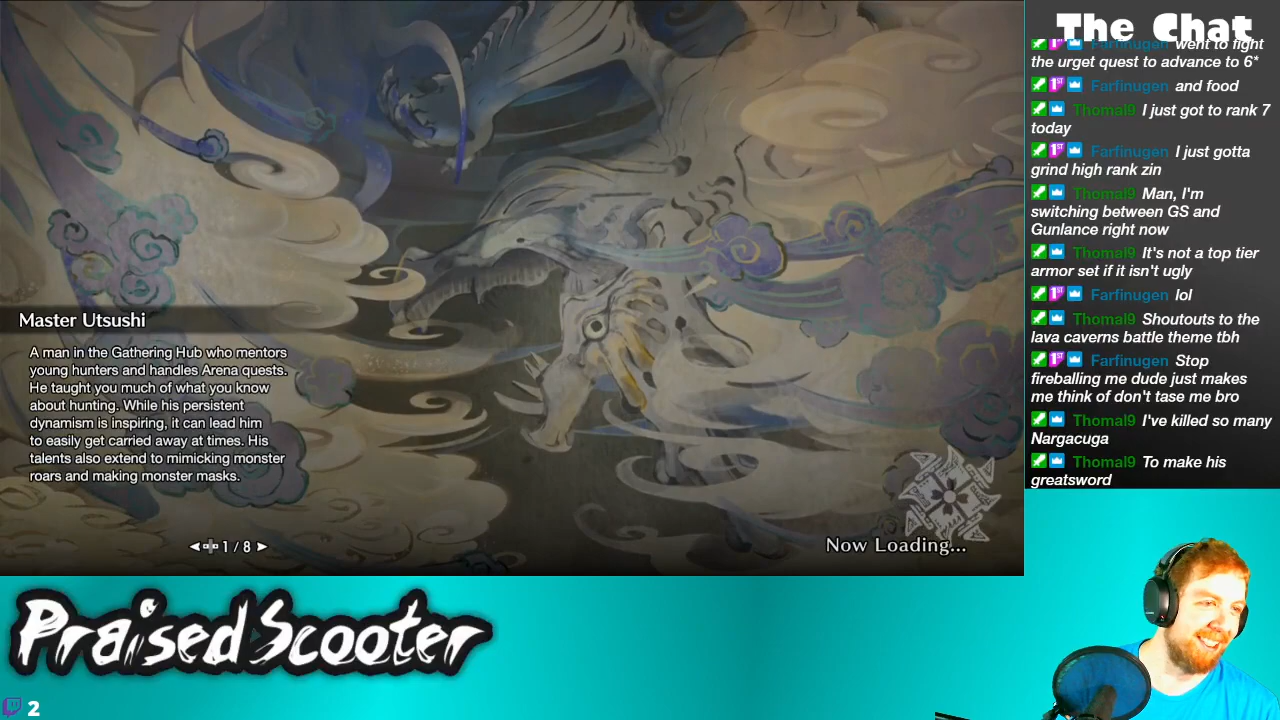 Master Utsushi
A man in the Gathering Hub who mentors
young hunters and handles Arena quests.
He taught you much of what you know
about hunting. While his persistent
dynamism is inspiring, it can lead him
to easily get carried away at times. His
talents also extend to mimicking monster
roars and making monster masks.
1 / 8
Now Loading...
The Chat
Farfinugen went to fight
the urget quest to advance to 6*
Farfinugen and food
Thomal9 I just got to rank 7
today
Farfinugen I just gotta
grind high rank zin
Thomal9 Man, I'm
switching between GS and
Gunlance right now
Thomal9 It's not a top tier
armor set if it isn't ugly
Farfinugen lol
Thomal9 Shoutouts to the
lava caverns battle theme tbh
Farfinugen Stop
fireballing me dude just makes
me think of don't tase me bro
Thomal9 I've killed so many
Nargacuga
Thomal9 To make his
greatsword
PraisedScooter
2